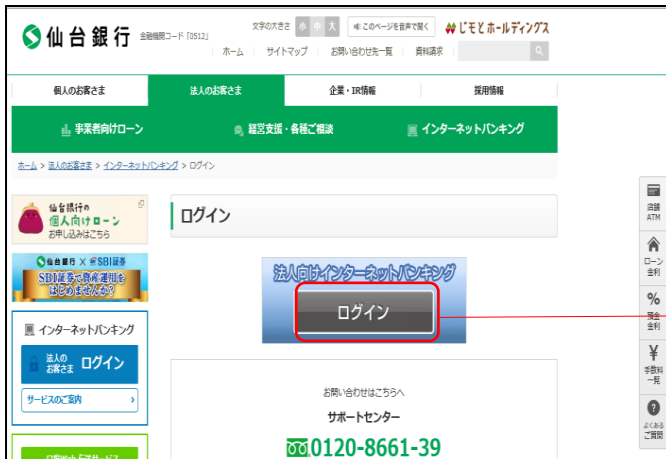 仙台銀行 金融機関コード「0512」
文字の大きさ 小 中 大 このページを音声で聞く じもとホールディングス
ホーム サイトマップ お問い合わせ先一覧 資料請求
個人のお客さま 法人のお客さま 企業・IR情報 採用情報
事業者向けローン 経営支援・各種ご相談 インターネットバンキング
ホーム > 法人のお客さま > インターネットバンキング > ログイン
仙台銀行の
個人向けローン
お申し込みはこちら
仙台銀行 × SBI証券
SBI証券で資産運用を
はじめませんか?
インターネットバンキング
法人の
お客さま ログイン
サービスのご案内
ログイン
法人向けインターネットバンキング
ログイン
お問い合わせはこちらへ
サポートセンター
0120-8661-39
店舗
ATM
ローン
金利
%
預金
金利
¥
手数料
一覧
?
よくある
ご質問